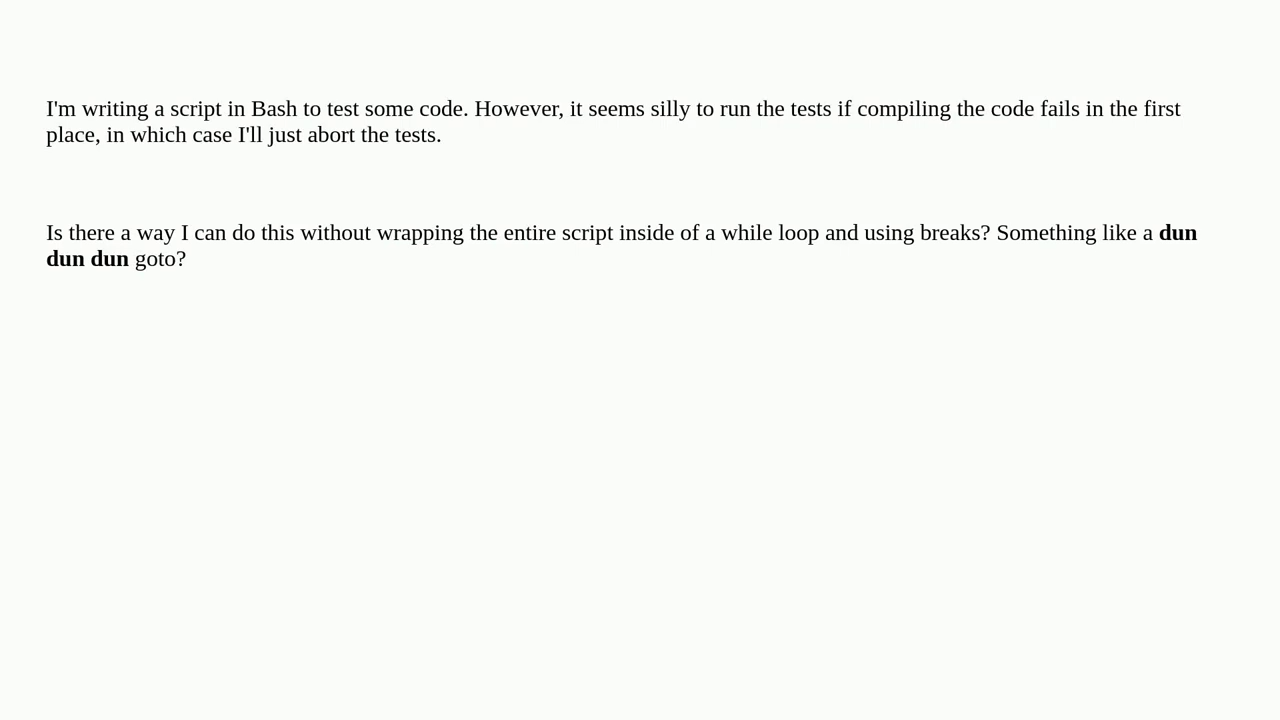 I'm writing a script in Bash to test some code. However, it seems silly to run the tests if compiling the code fails in the first
place, in which case I'll just abort the tests.
Is there a way I can do this without wrapping the entire script inside of a while loop and using breaks? Something like a dun
dun dun goto?